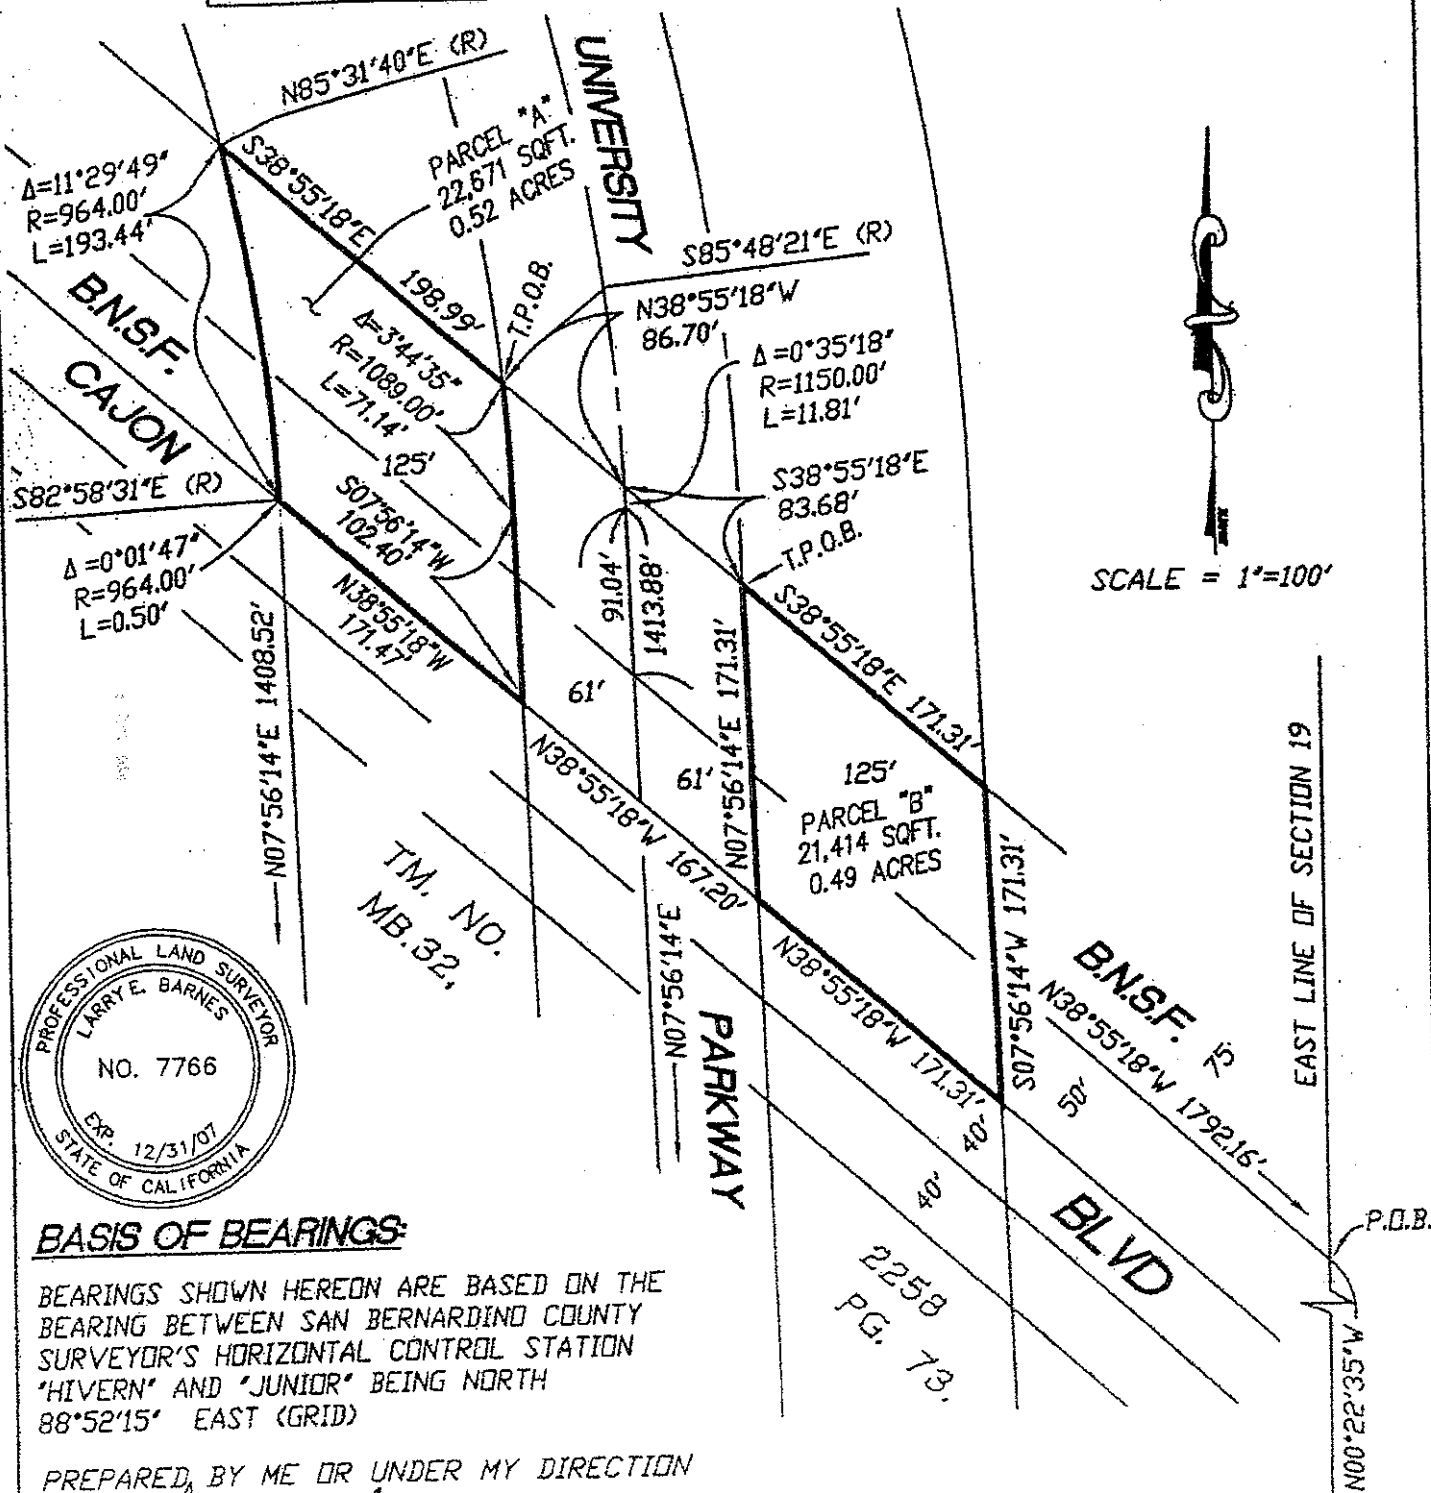 N85°31'40"E (R)
UNIVERSITY
Δ=11°29'49"
R=964.00'
L=193.44'
S38°55'18"E
198.99'
PARCEL "A"
22,671 SQFT.
0.52 ACRES
T.P.O.B.
S85°48'21"E (R)
N38°55'18"W
86.70'
B.N.S.F.
CAJON
Δ=3°44'35"
R=1089.00'
L=71.14'
Δ=0°35'18"
R=1150.00'
L=11.81'
125'
S82°58'31"E (R)
S07°56'14"W
102.40'
S38°55'18"E
83.68'
T.P.O.B.
Δ=0°01'47"
R=964.00'
L=0.50'
N38°55'18"W
171.47'
91.04'
1413.88'
SCALE = 1"=100'
N07°56'14"E 1408.52'
61'
61'
N07°56'14"E 171.31'
S38°55'18"E 171.31'
N38°55'18"W 167.20'
125'
PARCEL "B"
21,414 SQFT.
0.49 ACRES
S07°56'14"W 171.31'
EAST LINE OF SECTION 19
TM. NO.
MB.32,
N07°56'14"E
PARKWAY
N38°55'18"W 171.31'
B.N.S.F.
75'
N38°55'18"W 1792.16'
50'
40'
40'
BLVD
P.O.B.
2258
PG. 73.
N00°22'35"W
PROFESSIONAL LAND SURVEYOR
LARRY E. BARNES
NO. 7766
EXP. 12/31/07
STATE OF CALIFORNIA
BASIS OF BEARINGS:
BEARINGS SHOWN HEREON ARE BASED ON THE
BEARING BETWEEN SAN BERNARDINO COUNTY
SURVEYOR'S HORIZONTAL CONTROL STATION
"HIVERN" AND "JUNIOR" BEING NORTH
88°52'15" EAST (GRID)
PREPARED BY ME OR UNDER MY DIRECTION